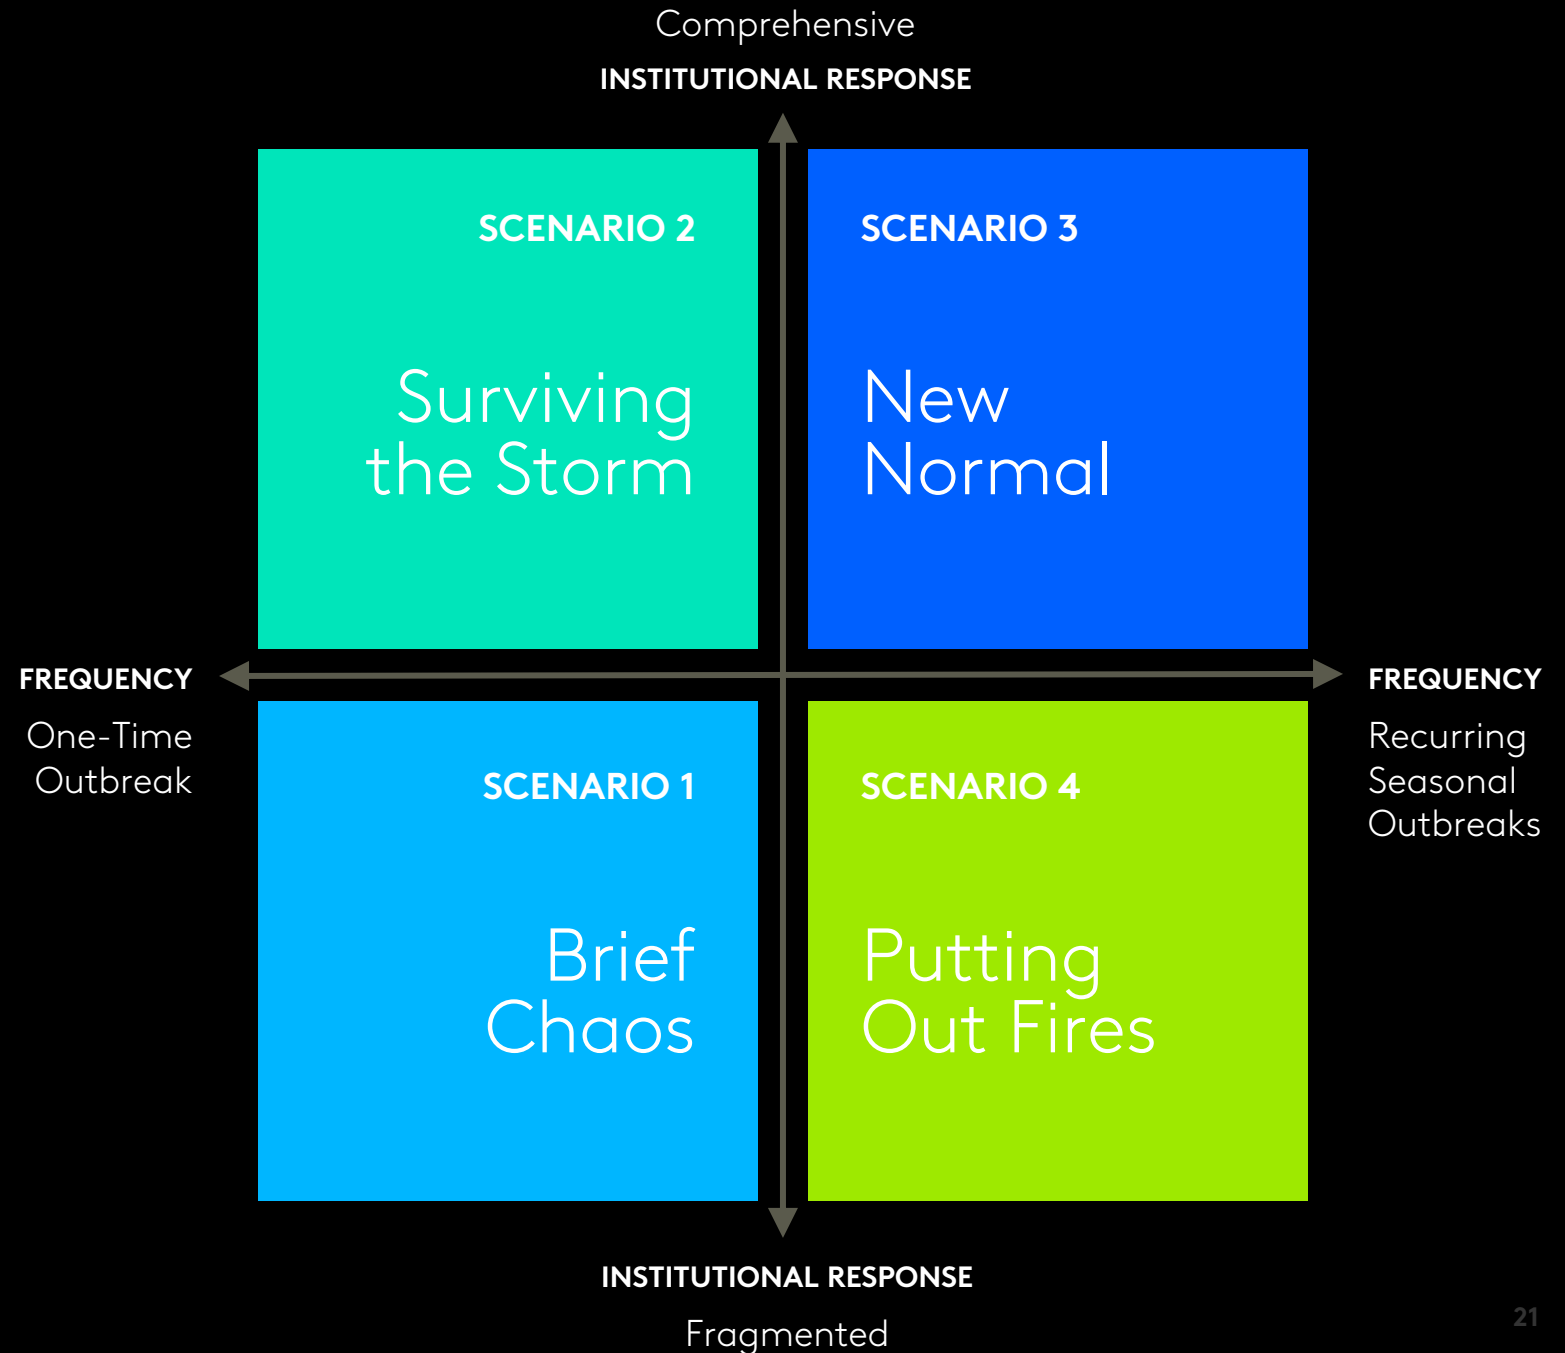 Comprehensive
INSTITUTIONAL RESPONSE
SCENARIO 2
Surviving
the Storm
SCENARIO 3
New
Normal
FREQUENCY
One-Time
Outbreak
FREQUENCY
Recurring
Seasonal
Outbreaks
SCENARIO 1
Brief
Chaos
SCENARIO 4
Putting
Out Fires
INSTITUTIONAL RESPONSE
Fragmented
21